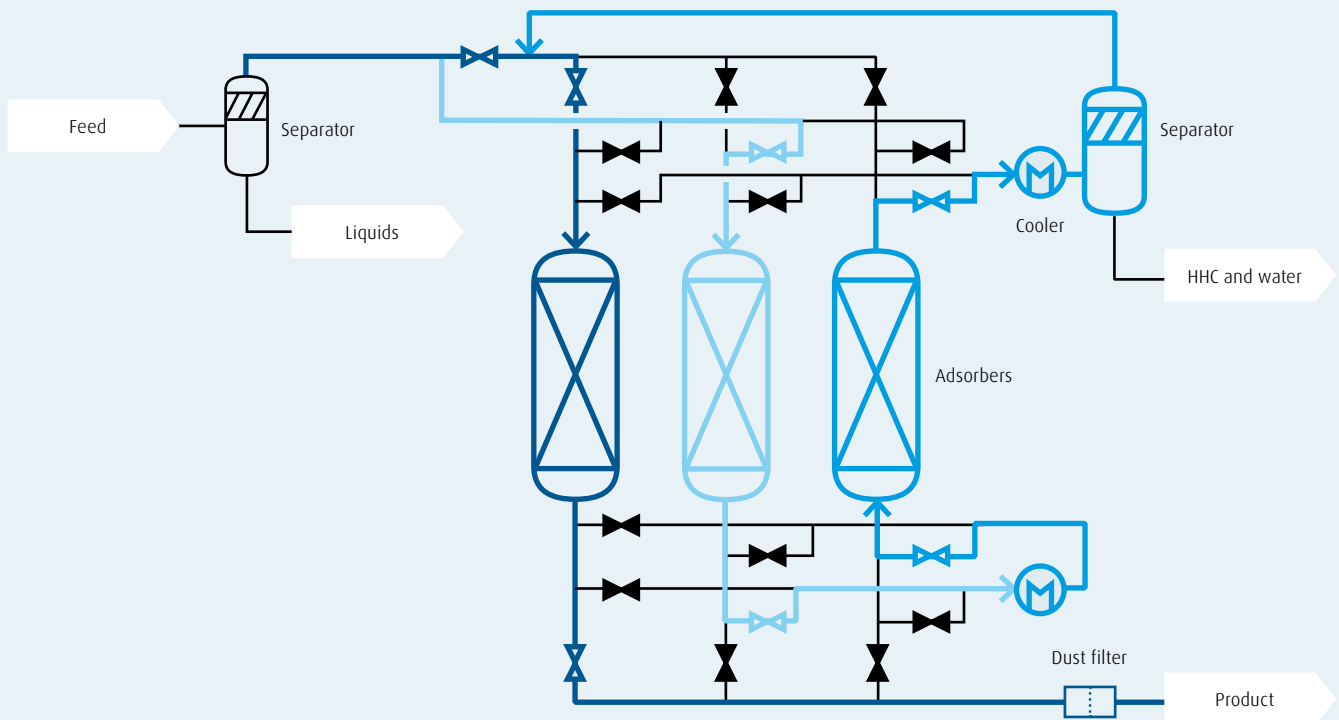 Feed
Separator
Separator
Liquids
Cooler
HHC and water
Adsorbers
Dust filter
Product